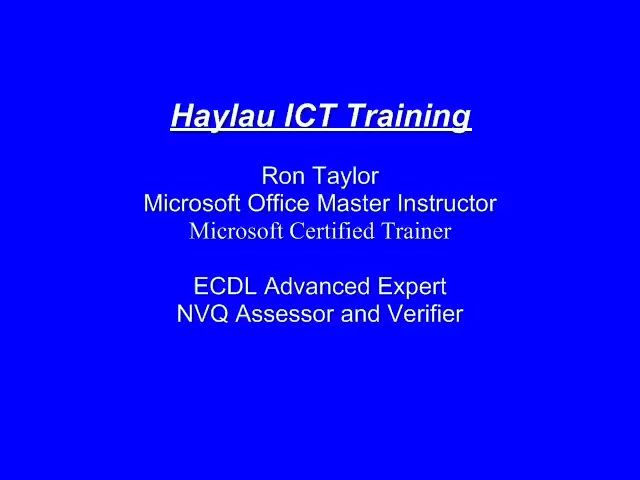 Haylau ICT Training
Ron Taylor
Microsoft Office Master Instructor
Microsoft Certified Trainer
ECDL Advanced Expert
NVQ Assessor and Verifier